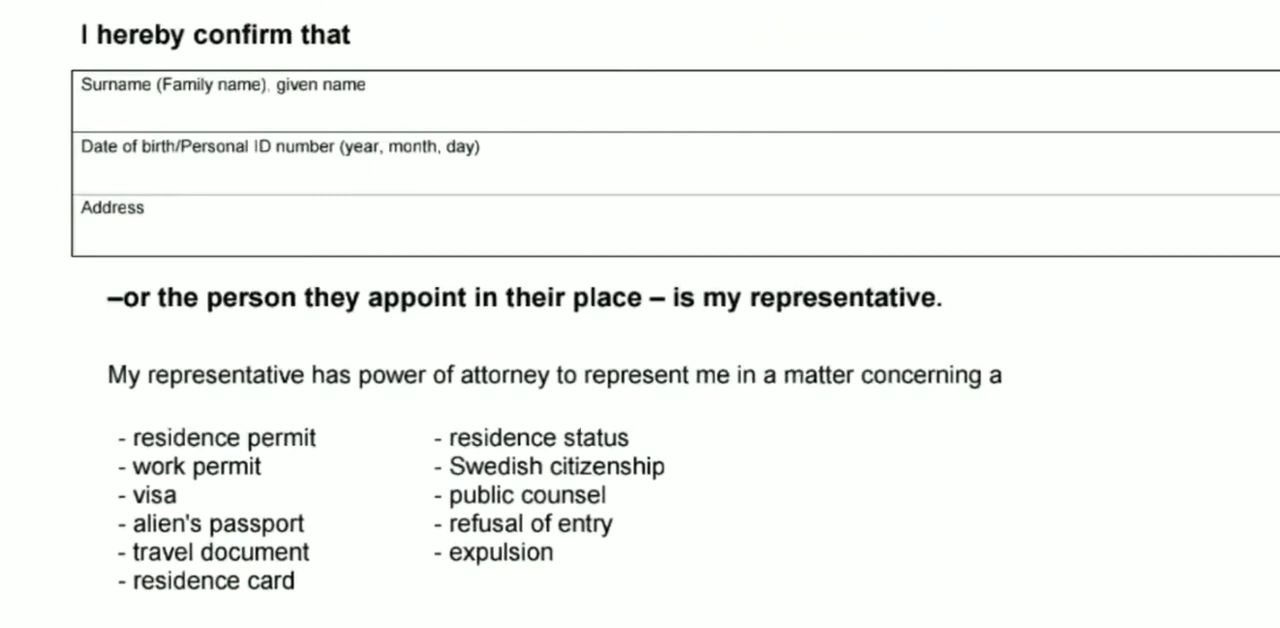 I hereby confirm that
Surname (Family name), given name
Date of birth/Personal ID number (year, month, day)
Address
–or the person they appoint in their place – is my representative.
My representative has power of attorney to represent me in a matter concerning a
- residence permit
- work permit
- visa
- alien's passport
- travel document
- residence card
- residence status
- Swedish citizenship
- public counsel
- refusal of entry
- expulsion